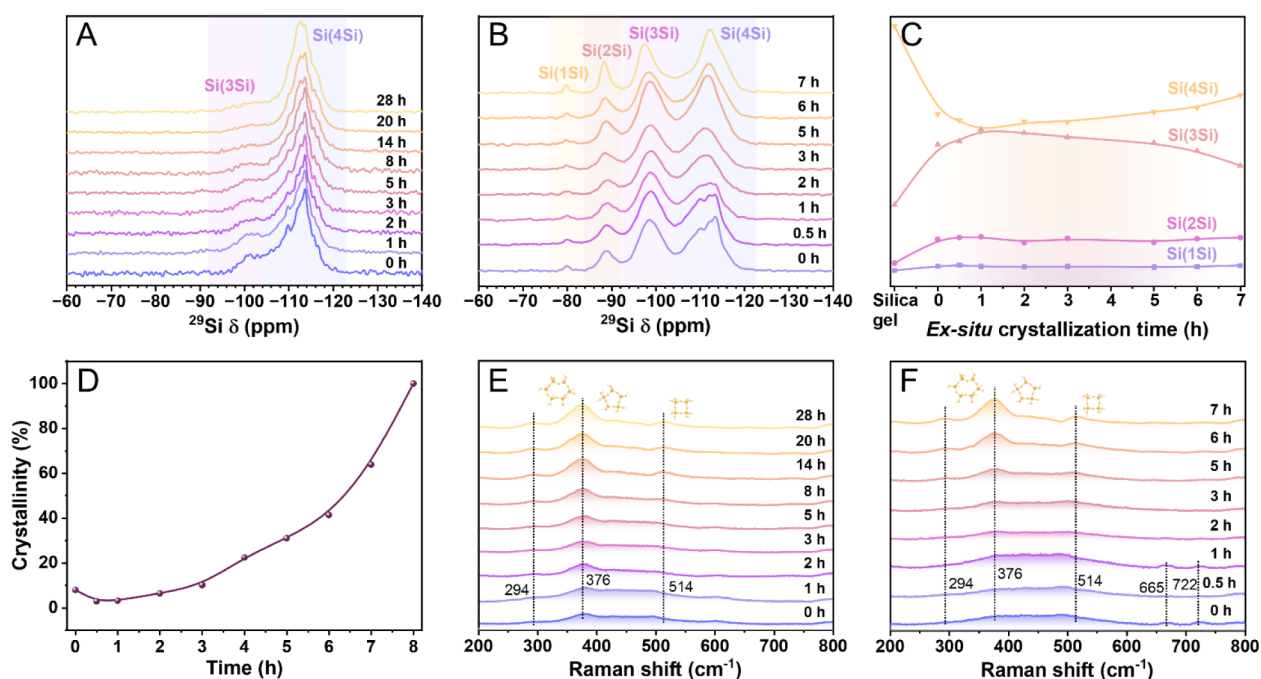 A
Si(4Si)
Si(3Si)
28 h
20 h
14 h
8 h
5 h
3 h
2 h
1 h
0 h
−60 −70 −80 −90 −100 −110 −120 −130 −140
29Si δ (ppm)
B
Si(3Si)
Si(4Si)
Si(2Si)
Si(1Si)
7 h
6 h
5 h
3 h
2 h
1 h
0.5 h
0 h
−60 −70 −80 −90 −100 −110 −120 −130 −140
29Si δ (ppm)
C
Si(4Si)
Si(3Si)
Si(2Si)
Si(1Si)
Silica gel 0 1 2 3 4 5 6 7
Ex-situ crystallization time (h)
D
100
80
60
40
20
0
0 1 2 3 4 5 6 7 8
Crystallinity (%)
Time (h)
E
28 h
20 h
14 h
8 h
5 h
3 h
2 h
1 h
0 h
294 376 514
200 300 400 500 600 700 800
Raman shift (cm-1)
F
7 h
6 h
5 h
3 h
2 h
1 h
0.5 h
0 h
294 376 514 665 722
200 300 400 500 600 700 800
Raman shift (cm-1)